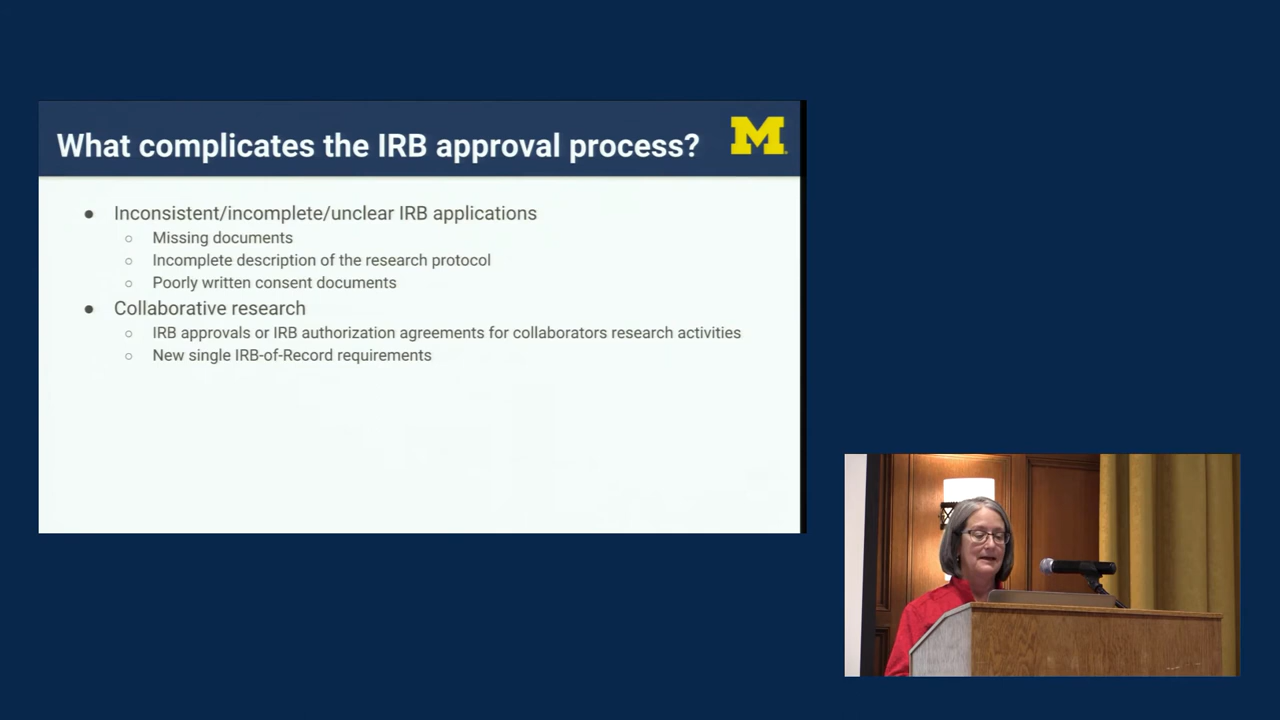 What complicates the IRB approval process?
M
● Inconsistent/incomplete/unclear IRB applications
○ Missing documents
○ Incomplete description of the research protocol
○ Poorly written consent documents
● Collaborative research
○ IRB approvals or IRB authorization agreements for collaborators research activities
○ New single IRB-of-Record requirements